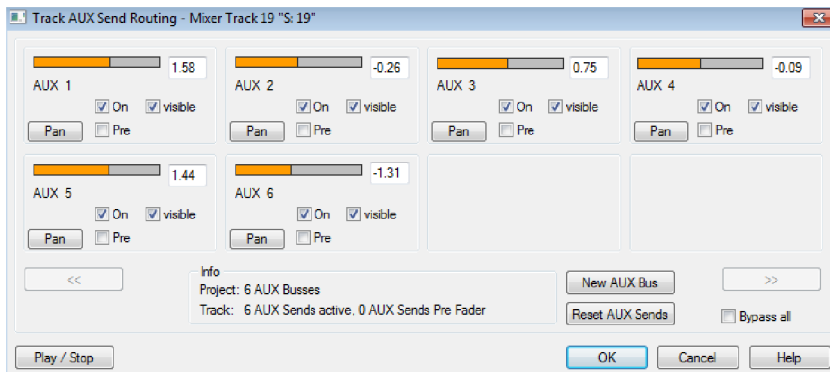 Track AUX Send Routing - Mixer Track 19 "S: 19"
1.58
AUX 1
On visible
Pan Pre
-0.26
AUX 2
On visible
Pan Pre
0.75
AUX 3
On visible
Pan Pre
-0.09
AUX 4
On visible
Pan Pre
1.44
AUX 5
On visible
Pan Pre
-1.31
AUX 6
On visible
Pan Pre
<<
Info
Project: 6 AUX Busses
Track: 6 AUX Sends active, 0 AUX Sends Pre Fader
New AUX Bus
Reset AUX Sends
>>
Bypass all
Play / Stop
OK
Cancel
Help